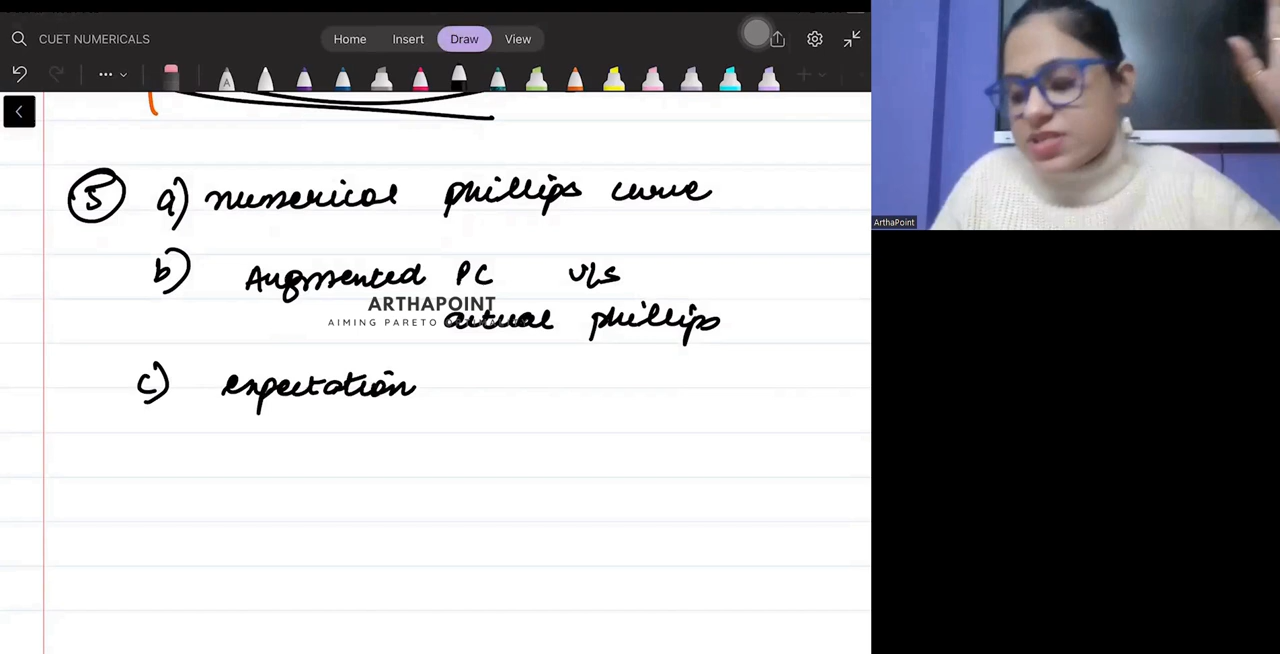 CUET NUMERICALS
Home Insert Draw View
A
5 a) numerical phillips curve
b) Augmented PC v/s
ARTHAPOINT
AIMING PARETO
actual phillips
c) expectation
ArthaPoint